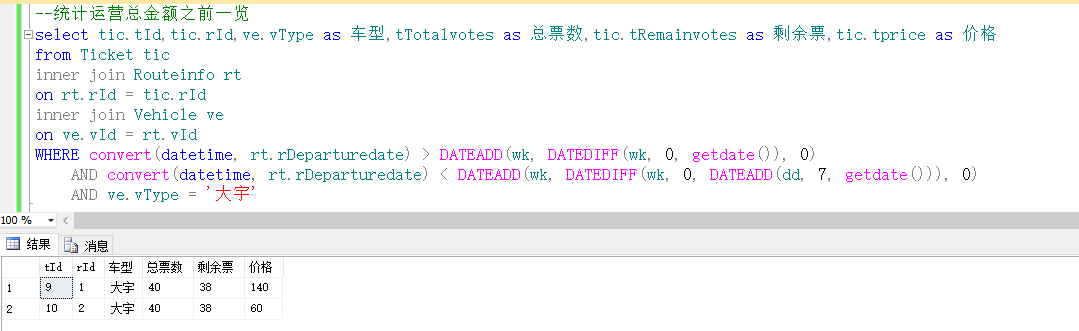 --统计运营总金额之前一览
select tic.tId,tic.rId,ve.vType as 车型,tTotalvotes as 总票数,tic.tRemainvotes as 剩余票,tic.tprice as 价格
from Ticket tic
inner join Routeinfo rt
on rt.rId = tic.rId
inner join Vehicle ve
on ve.vId = rt.vId
WHERE convert(datetime, rt.rDeparturedate) > DATEADD(wk, DATEDIFF(wk, 0, getdate()), 0)
AND convert(datetime, rt.rDeparturedate) < DATEADD(wk, DATEDIFF(wk, 0, DATEADD(dd, 7, getdate())), 0)
AND ve.vType = '大宇'
100 %
结果 消息
tId rId 车型 总票数 剩余票 价格
1 9 1 大宇 40 38 140
2 10 2 大宇 40 38 60